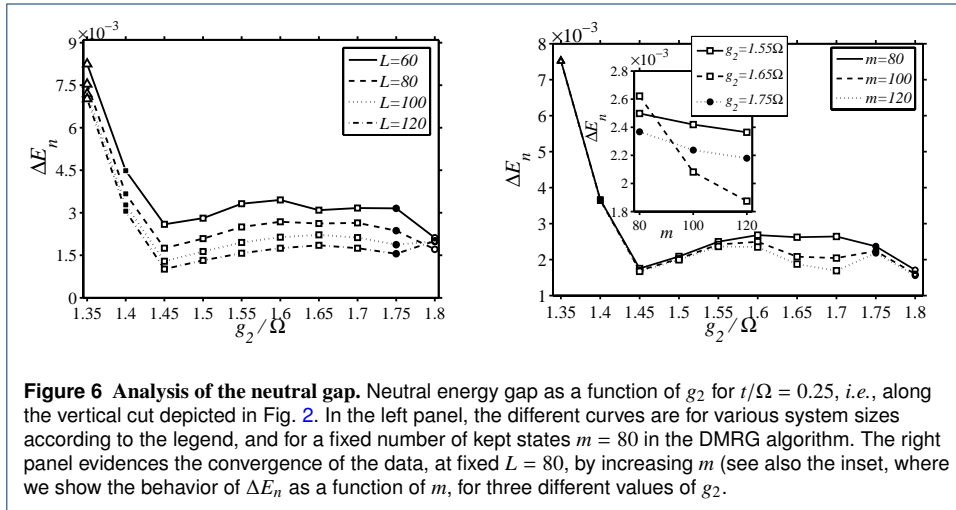 ×10⁻³
9
7.5
6
4.5
3
1.5
0
ΔEₙ
1.35 1.4 1.45 1.5 1.55 1.6 1.65 1.7 1.75 1.8
g₂/Ω
L=60
L=80
L=100
L=120
×10⁻³
8
7
6
5
4
3
2
1
ΔEₙ
1.35 1.4 1.45 1.5 1.55 1.6 1.65 1.7 1.75 1.8
g₂/Ω
×10⁻³
2.8
2.6
2.4
2.2
2
1.8
ΔEₙ
80 100 120
m
g₂=1.55Ω
g₂=1.65Ω
g₂=1.75Ω
m=80
m=100
m=120
Figure 6 Analysis of the neutral gap. Neutral energy gap as a function of g₂ for t/Ω = 0.25, i.e., along
the vertical cut depicted in Fig. 2. In the left panel, the different curves are for various system sizes
according to the legend, and for a fixed number of kept states m = 80 in the DMRG algorithm. The right
panel evidences the convergence of the data, at fixed L = 80, by increasing m (see also the inset, where
we show the behavior of ΔEₙ as a function of m, for three different values of g₂.